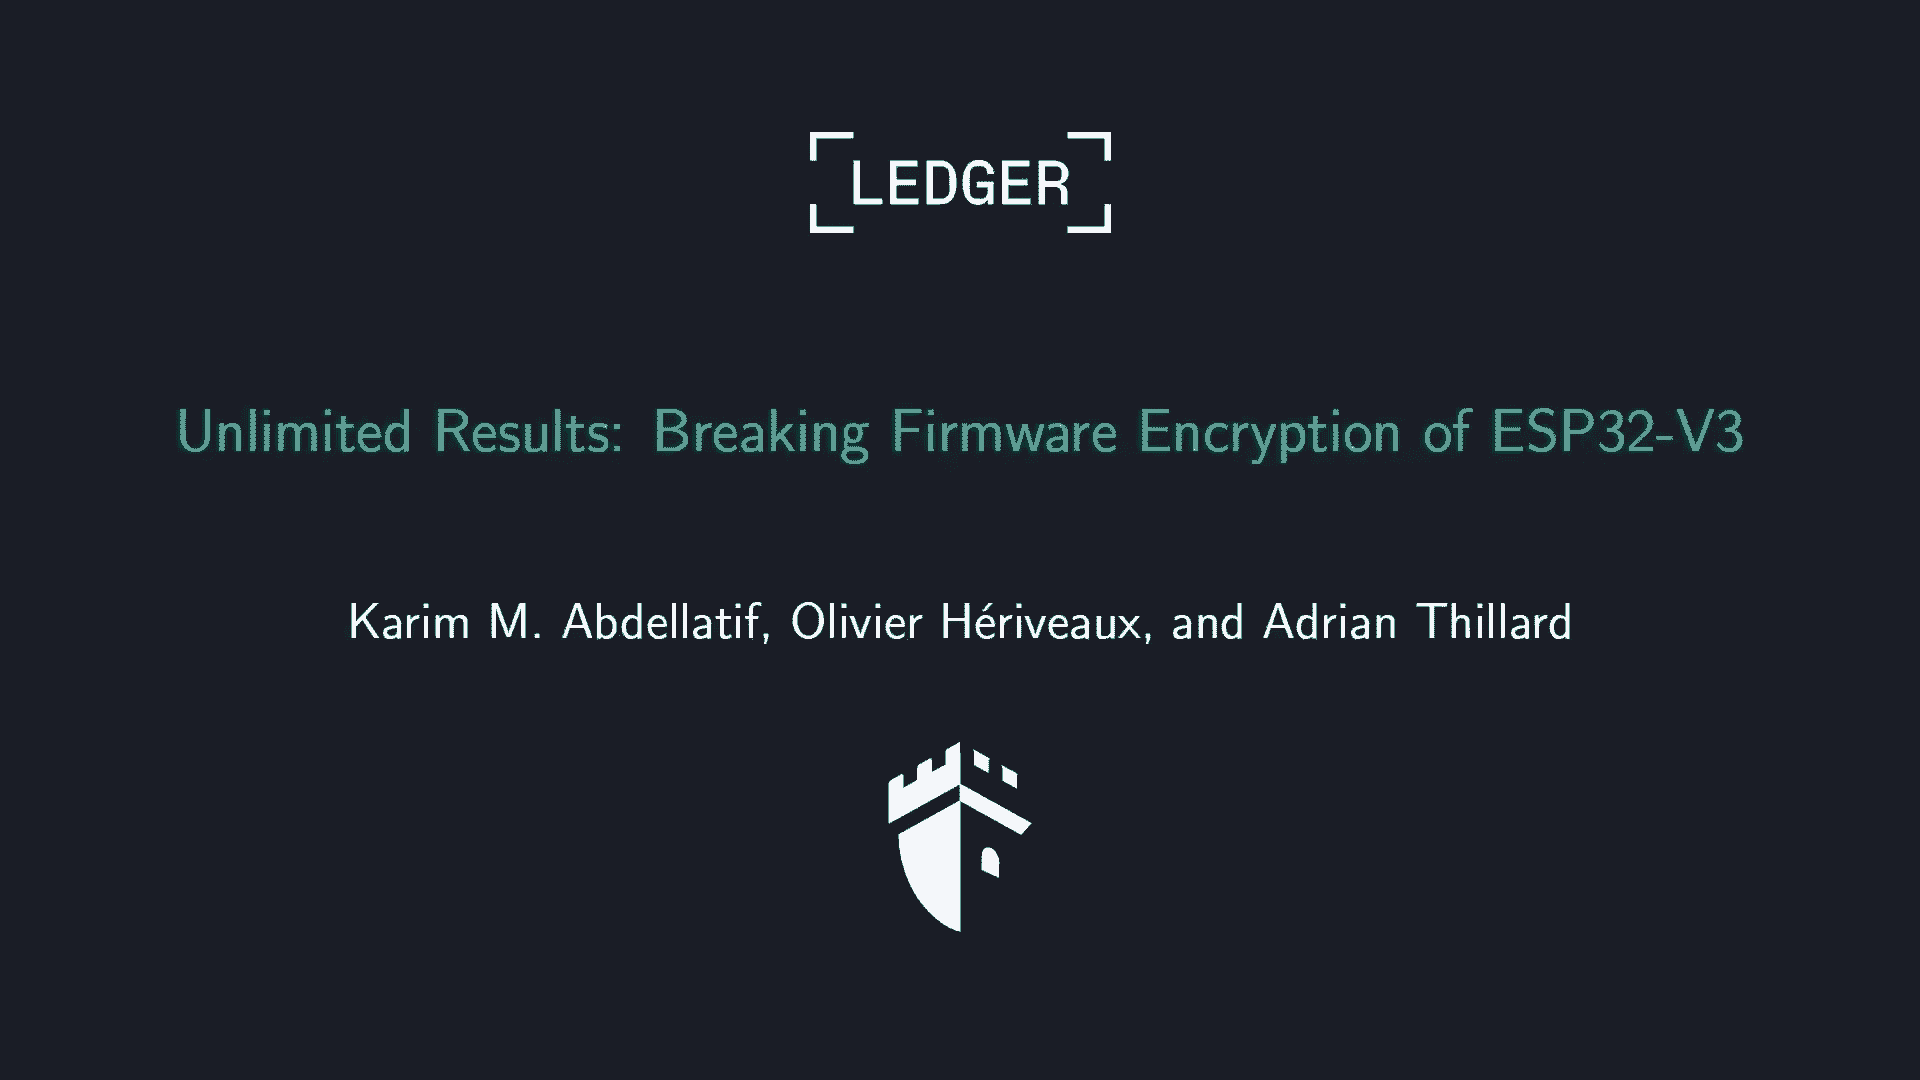 LEDGER
Unlimited Results: Breaking Firmware Encryption of ESP32-V3
Karim M. Abdellatif, Olivier Hériveaux, and Adrian Thillard